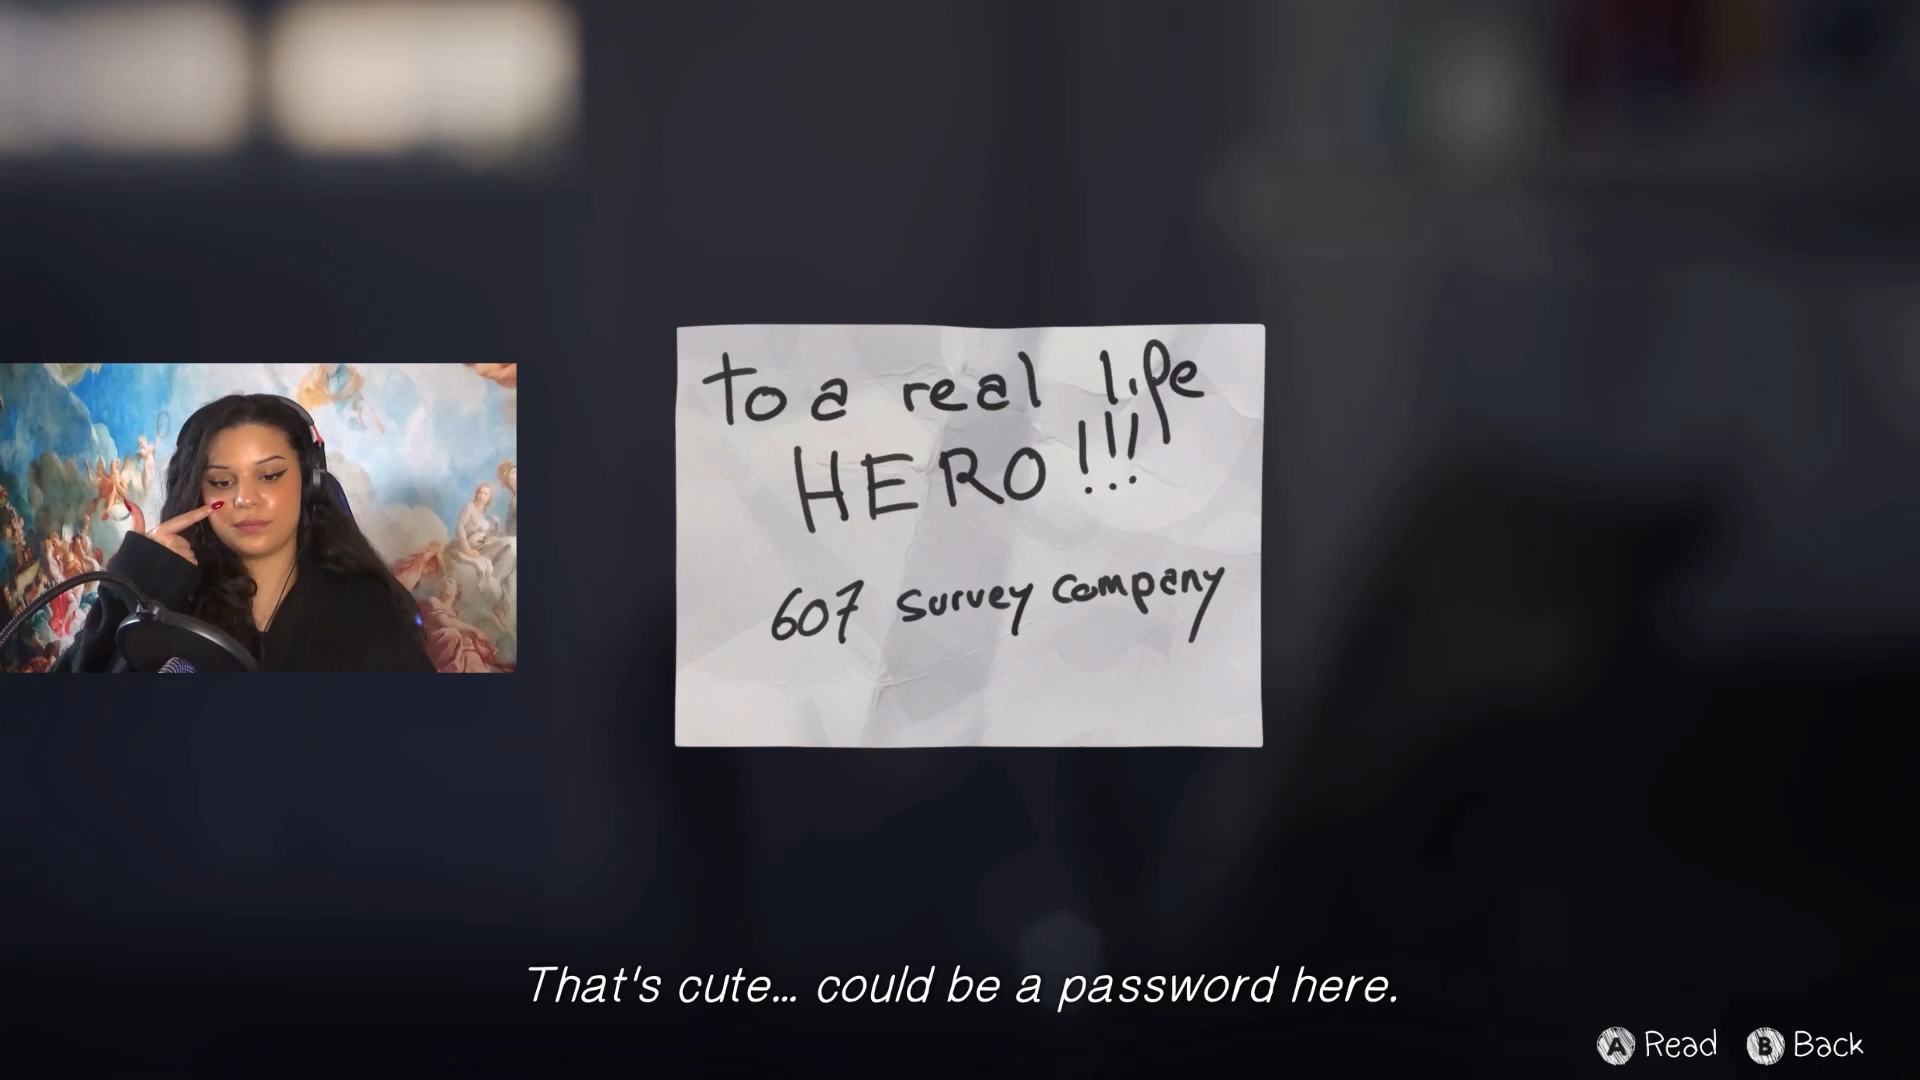 to a real life
HERO!!!
607 survey company
That's cute... could be a password here.
A Read B Back